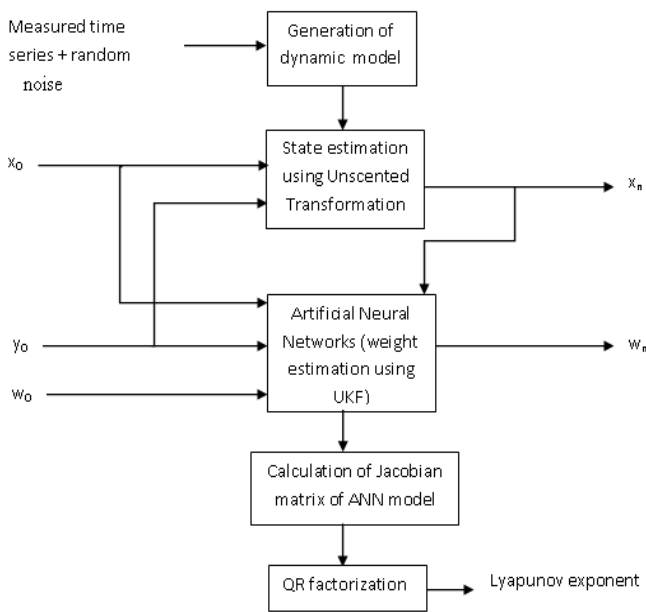 Measured time
series + random
noise
Generation of
dynamic model
x₀
State estimation
using Unscented
Transformation
xₙ
Artificial Neural
Networks (weight
estimation using
UKF)
y₀
w₀
wₙ
Calculation of Jacobian
matrix of ANN model
QR factorization
Lyapunov exponent